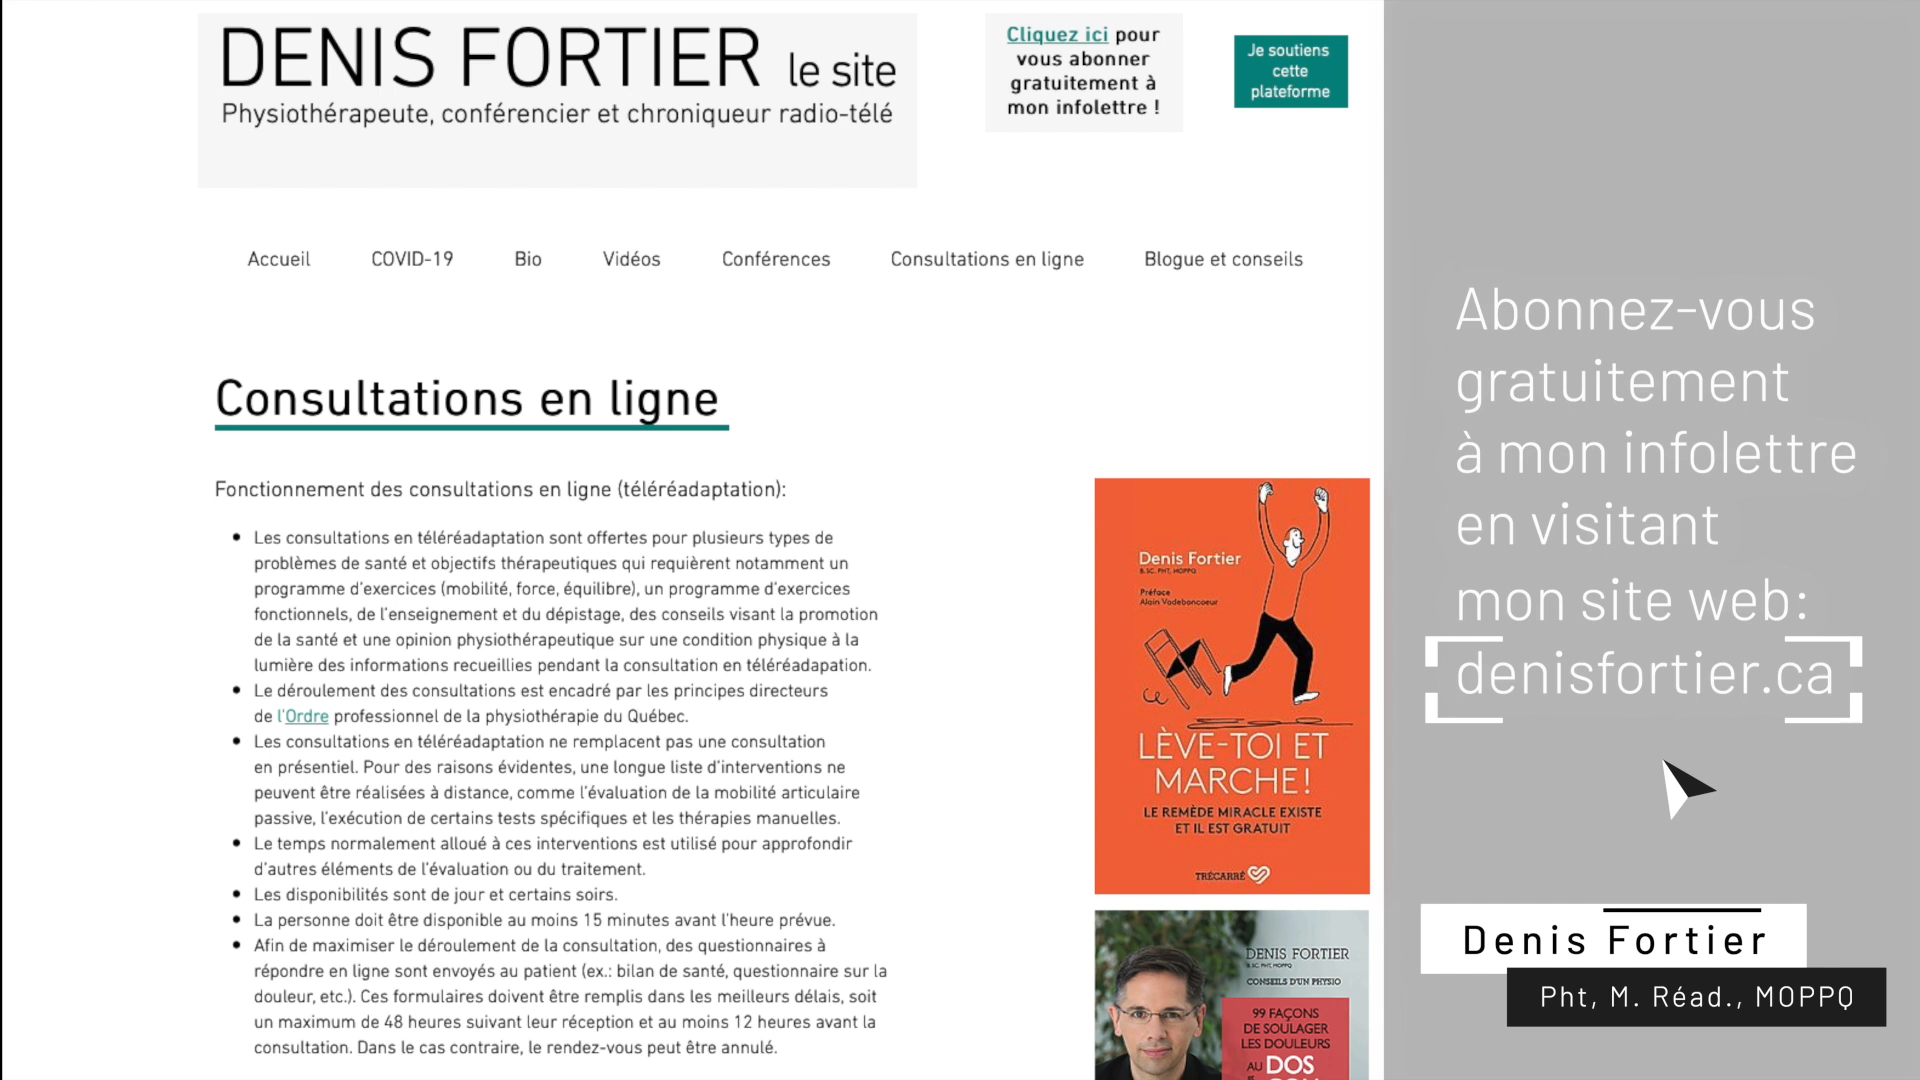 DENIS FORTIER le site
Physiothérapeute, conférencier et chroniqueur radio-télé
Cliquez ici pour
vous abonner
gratuitement à
mon infolettre !
Je soutiens
cette
plateforme
Accueil COVID-19 Bio Vidéos Conférences Consultations en ligne Blogue et conseils
Consultations en ligne
Fonctionnement des consultations en ligne (téléréadaptation):
• Les consultations en téléréadaptation sont offertes pour plusieurs types de
problèmes de santé et objectifs thérapeutiques qui requièrent notamment un
programme d'exercices (mobilité, force, équilibre), un programme d'exercices
fonctionnels, de l'enseignement et du dépistage, des conseils visant la promotion
de la santé et une opinion physiothérapeutique sur une condition physique à la
lumière des informations recueillies pendant la consultation en téléréadapation.
• Le déroulement des consultations est encadré par les principes directeurs
de l'Ordre professionnel de la physiothérapie du Québec.
• Les consultations en téléréadaptation ne remplacent pas une consultation
en présentiel. Pour des raisons évidentes, une longue liste d'interventions ne
peuvent être réalisées à distance, comme l'évaluation de la mobilité articulaire
passive, l'exécution de certains tests spécifiques et les thérapies manuelles.
• Le temps normalement alloué à ces interventions est utilisé pour approfondir
d'autres éléments de l'évaluation ou du traitement.
• Les disponibilités sont de jour et certains soirs.
• La personne doit être disponible au moins 15 minutes avant l'heure prévue.
• Afin de maximiser le déroulement de la consultation, des questionnaires à
répondre en ligne sont envoyés au patient (ex.: bilan de santé, questionnaire sur la
douleur, etc.). Ces formulaires doivent être remplis dans les meilleurs délais, soit
un maximum de 48 heures suivant leur réception et au moins 12 heures avant la
consultation. Dans le cas contraire, le rendez-vous peut être annulé.
Denis Fortier
B.SC. PHT, MOPPQ
Préface
Alain Vadeboncoeur
LÈVE-TOI ET
MARCHE!
LE REMÈDE MIRACLE EXISTE
ET IL EST GRATUIT
TRÉCARRÉ
DENIS FORTIER
B.SC. PHT, MOPPQ
CONSEILS D'UN PHYSIO
99 FAÇONS
DE SOULAGER
LES DOULEURS
AU DOS
Abonnez-vous
gratuitement
à mon infolettre
en visitant
mon site web:
denisfortier.ca
Denis Fortier
Pht, M. Réad., MOPPQ